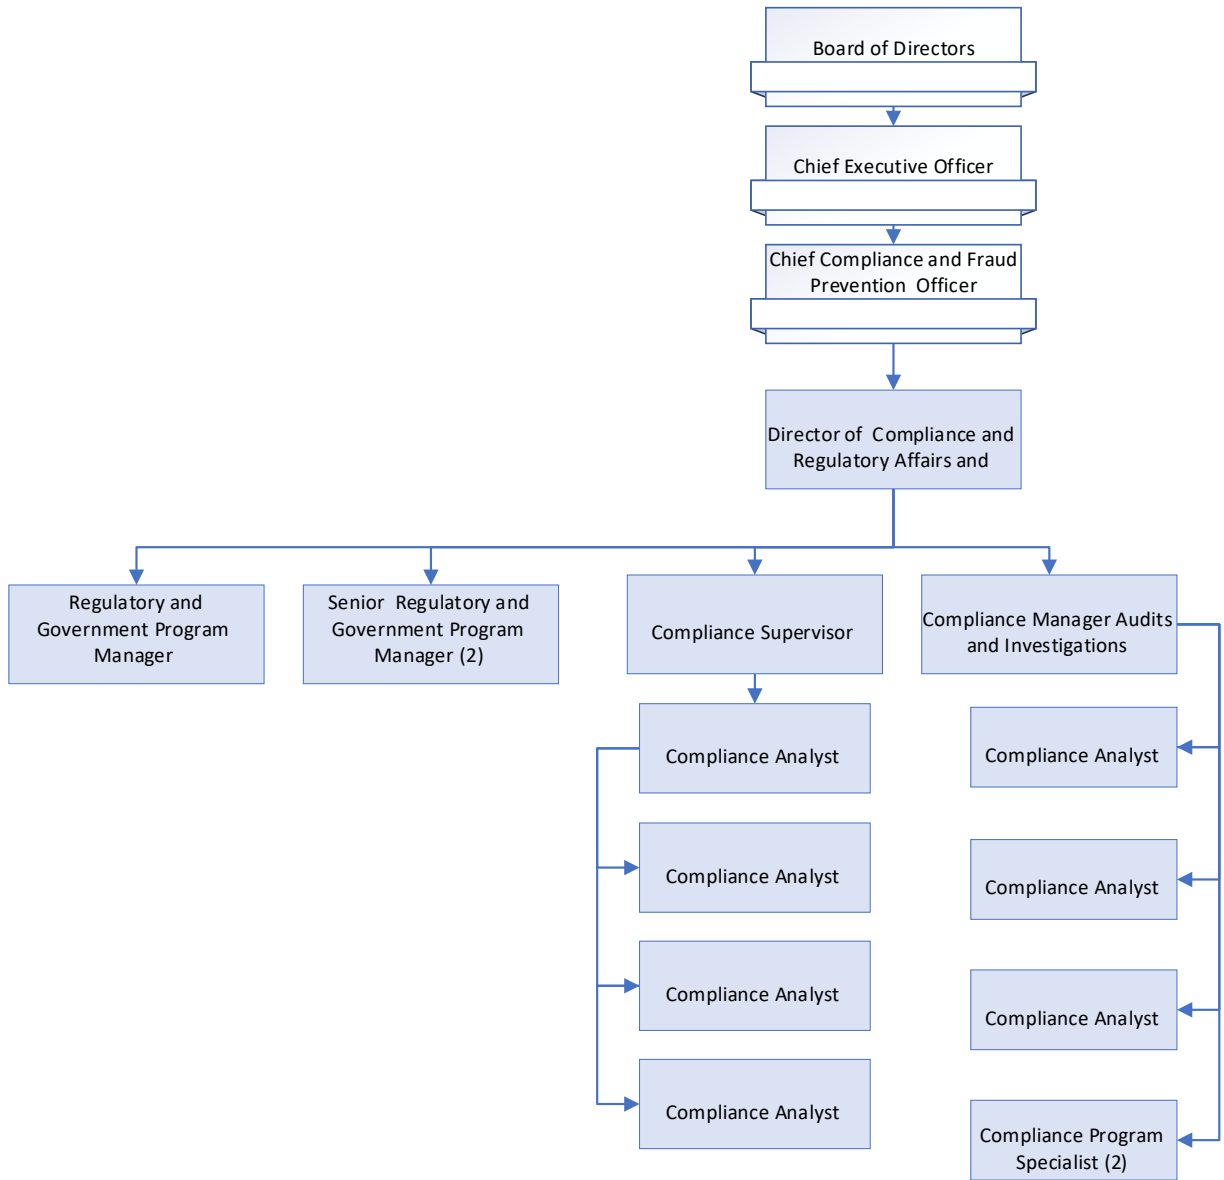 Board of Directors
Chief Executive Officer
Chief Compliance and Fraud
Prevention Officer
Director of Compliance and
Regulatory Affairs and
Regulatory and
Government Program
Manager
Senior Regulatory and
Government Program
Manager (2)
Compliance Supervisor
Compliance Manager Audits
and Investigations
Compliance Analyst
Compliance Analyst
Compliance Analyst
Compliance Analyst
Compliance Analyst
Compliance Analyst
Compliance Analyst
Compliance Program
Specialist (2)